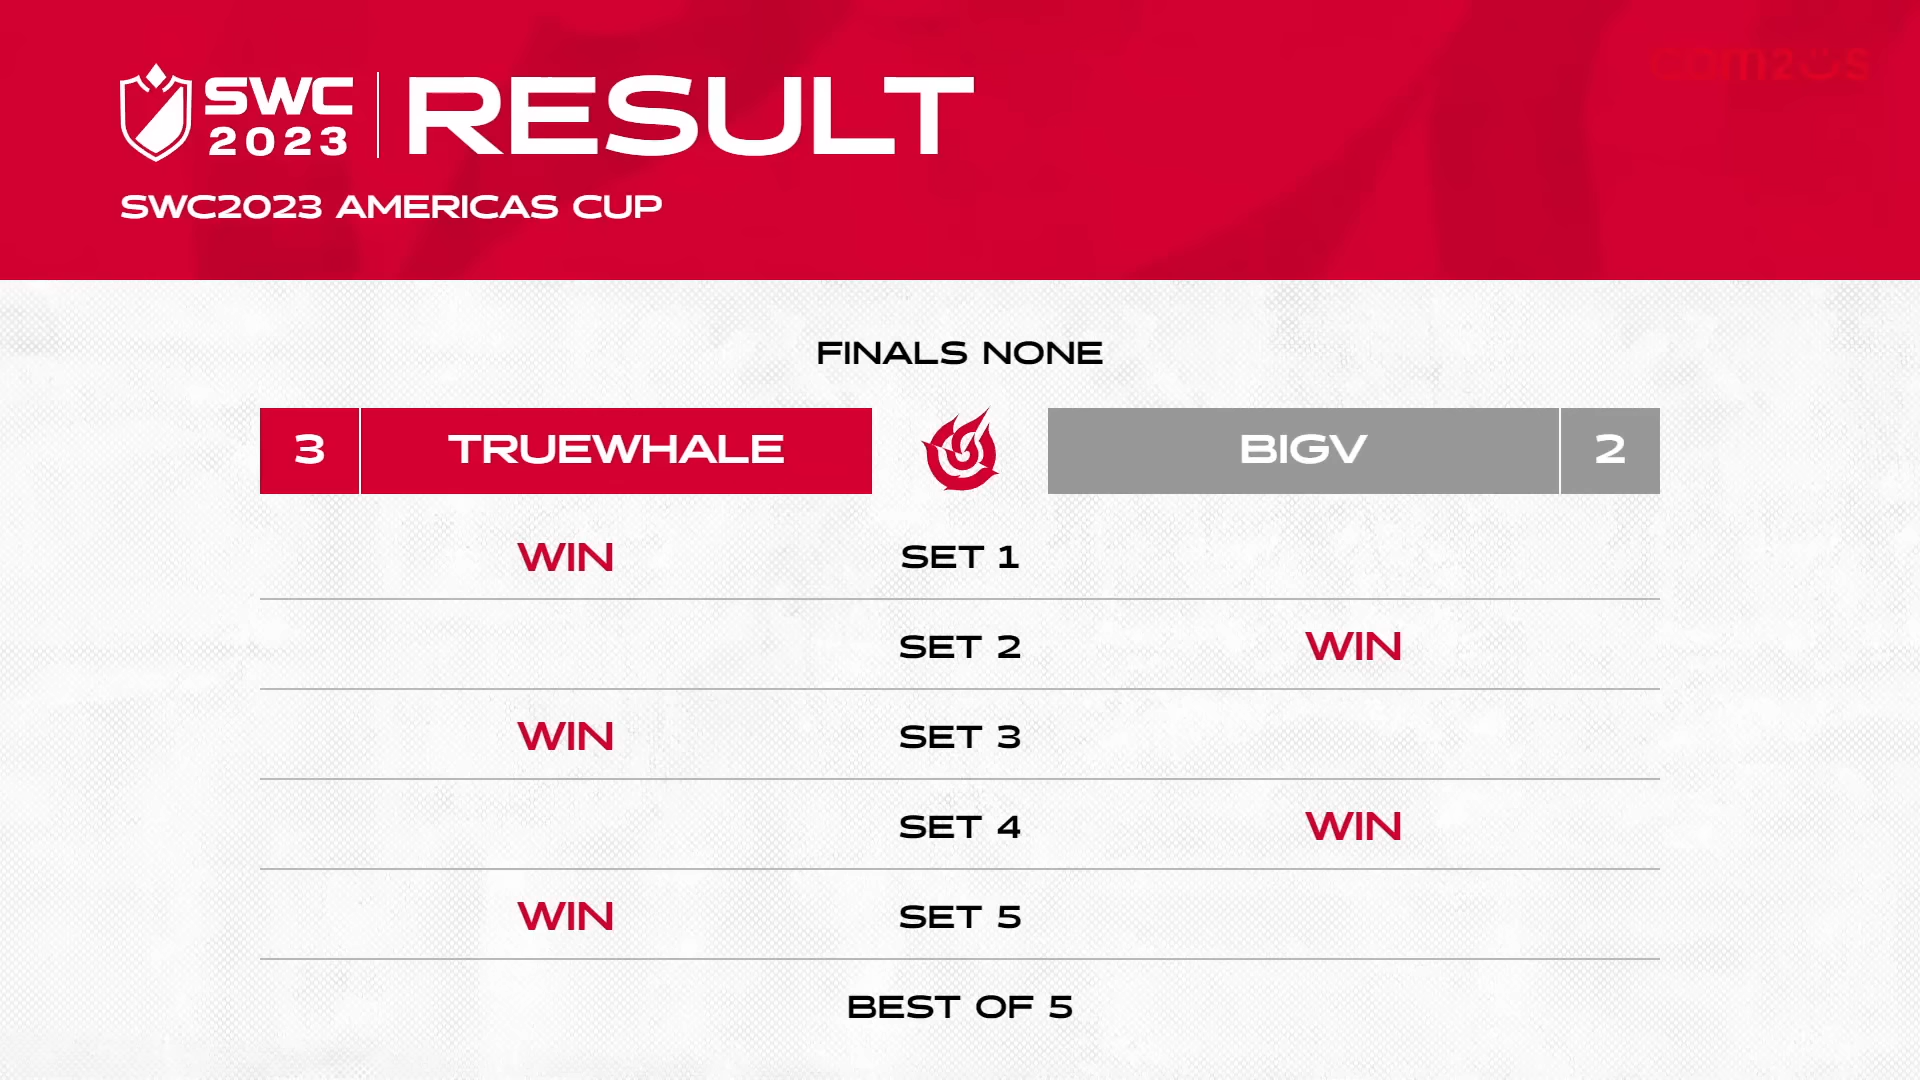 SWC
2023
RESULT
SWC2023 AMERICAS CUP
com2us
FINALS NONE
3 TRUEWHALE BIGV 2
WIN SET 1
SET 2 WIN
WIN SET 3
SET 4 WIN
WIN SET 5
BEST OF 5